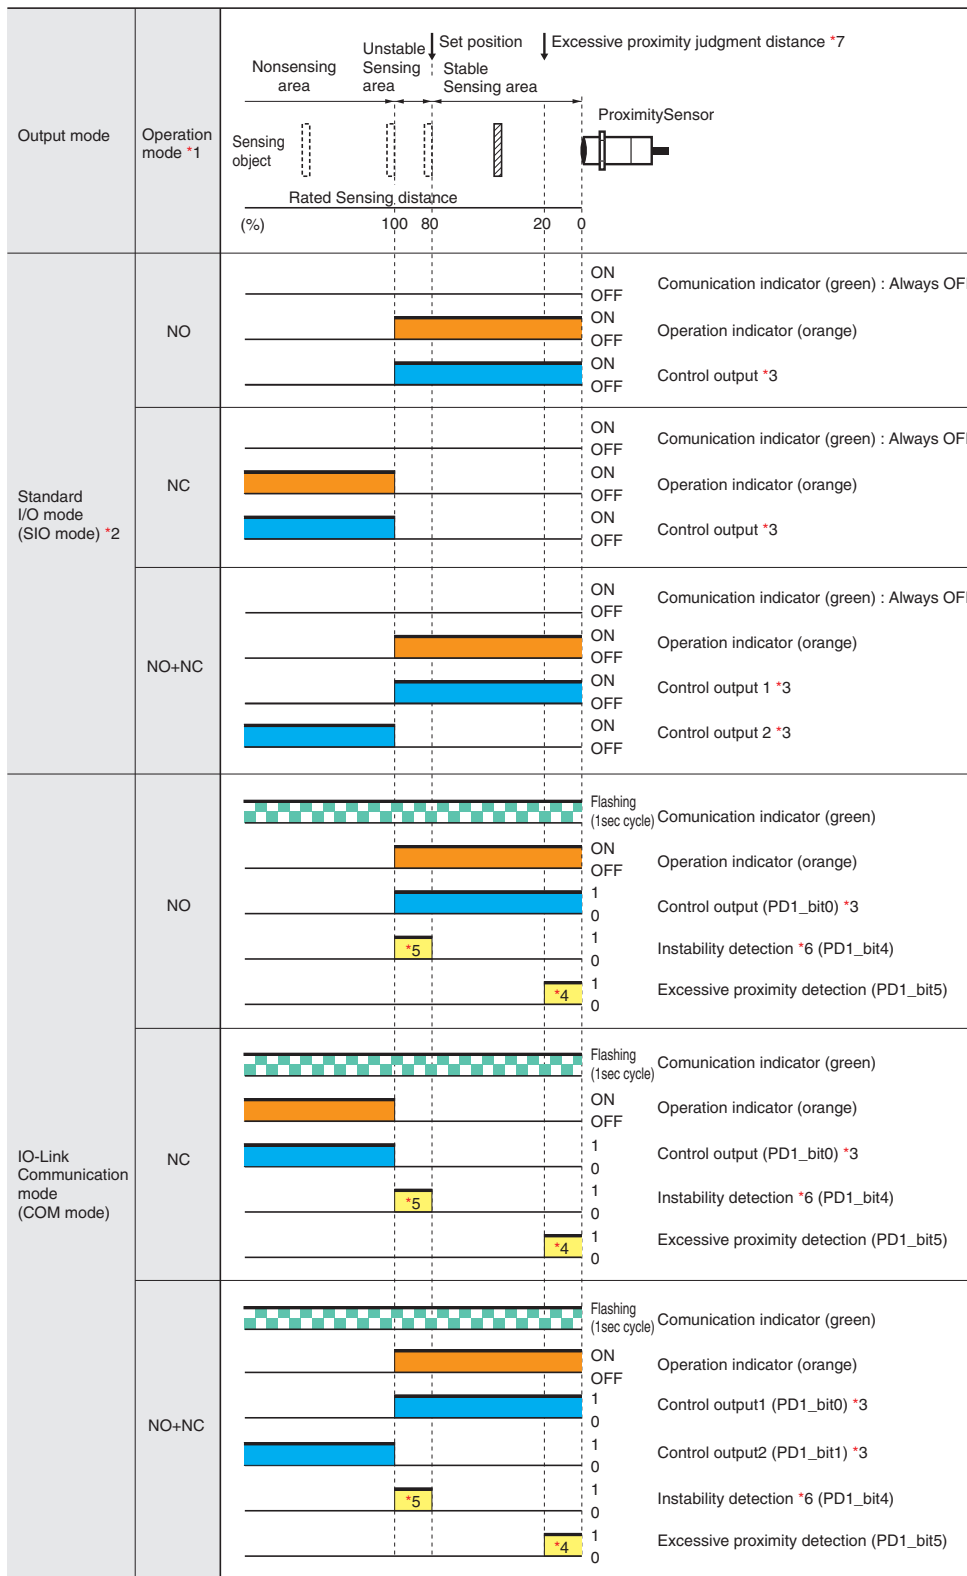 Output mode
Operation
mode *1
Nonsensing
area
Unstable
Sensing
area
Set position
Stable
Sensing area
Excessive proximity judgment distance *7
ProximitySensor
Sensing
object
Rated Sensing distance
(%)
100
80
20
0
Standard
I/O mode
(SIO mode) *2
NO
ON
OFF
Comunication indicator (green) : Always OF
ON
OFF
Operation indicator (orange)
ON
OFF
Control output *3
NC
ON
OFF
Comunication indicator (green) : Always OF
ON
OFF
Operation indicator (orange)
ON
OFF
Control output *3
NO+NC
ON
OFF
Comunication indicator (green) : Always OF
ON
OFF
Operation indicator (orange)
ON
OFF
Control output 1 *3
ON
OFF
Control output 2 *3
IO-Link
Communication
mode
(COM mode)
NO
Flashing
(1sec cycle)
Comunication indicator (green)
ON
OFF
Operation indicator (orange)
1
0
Control output (PD1_bit0) *3
*5
1
0
Instability detection *6 (PD1_bit4)
*4
1
0
Excessive proximity detection (PD1_bit5)
NC
Flashing
(1sec cycle)
Comunication indicator (green)
ON
OFF
Operation indicator (orange)
1
0
Control output (PD1_bit0) *3
*5
1
0
Instability detection *6 (PD1_bit4)
*4
1
0
Excessive proximity detection (PD1_bit5)
NO+NC
Flashing
(1sec cycle)
Comunication indicator (green)
ON
OFF
Operation indicator (orange)
1
0
Control output1 (PD1_bit0) *3
1
0
Control output2 (PD1_bit1) *3
*5
1
0
Instability detection *6 (PD1_bit4)
*4
1
0
Excessive proximity detection (PD1_bit5)